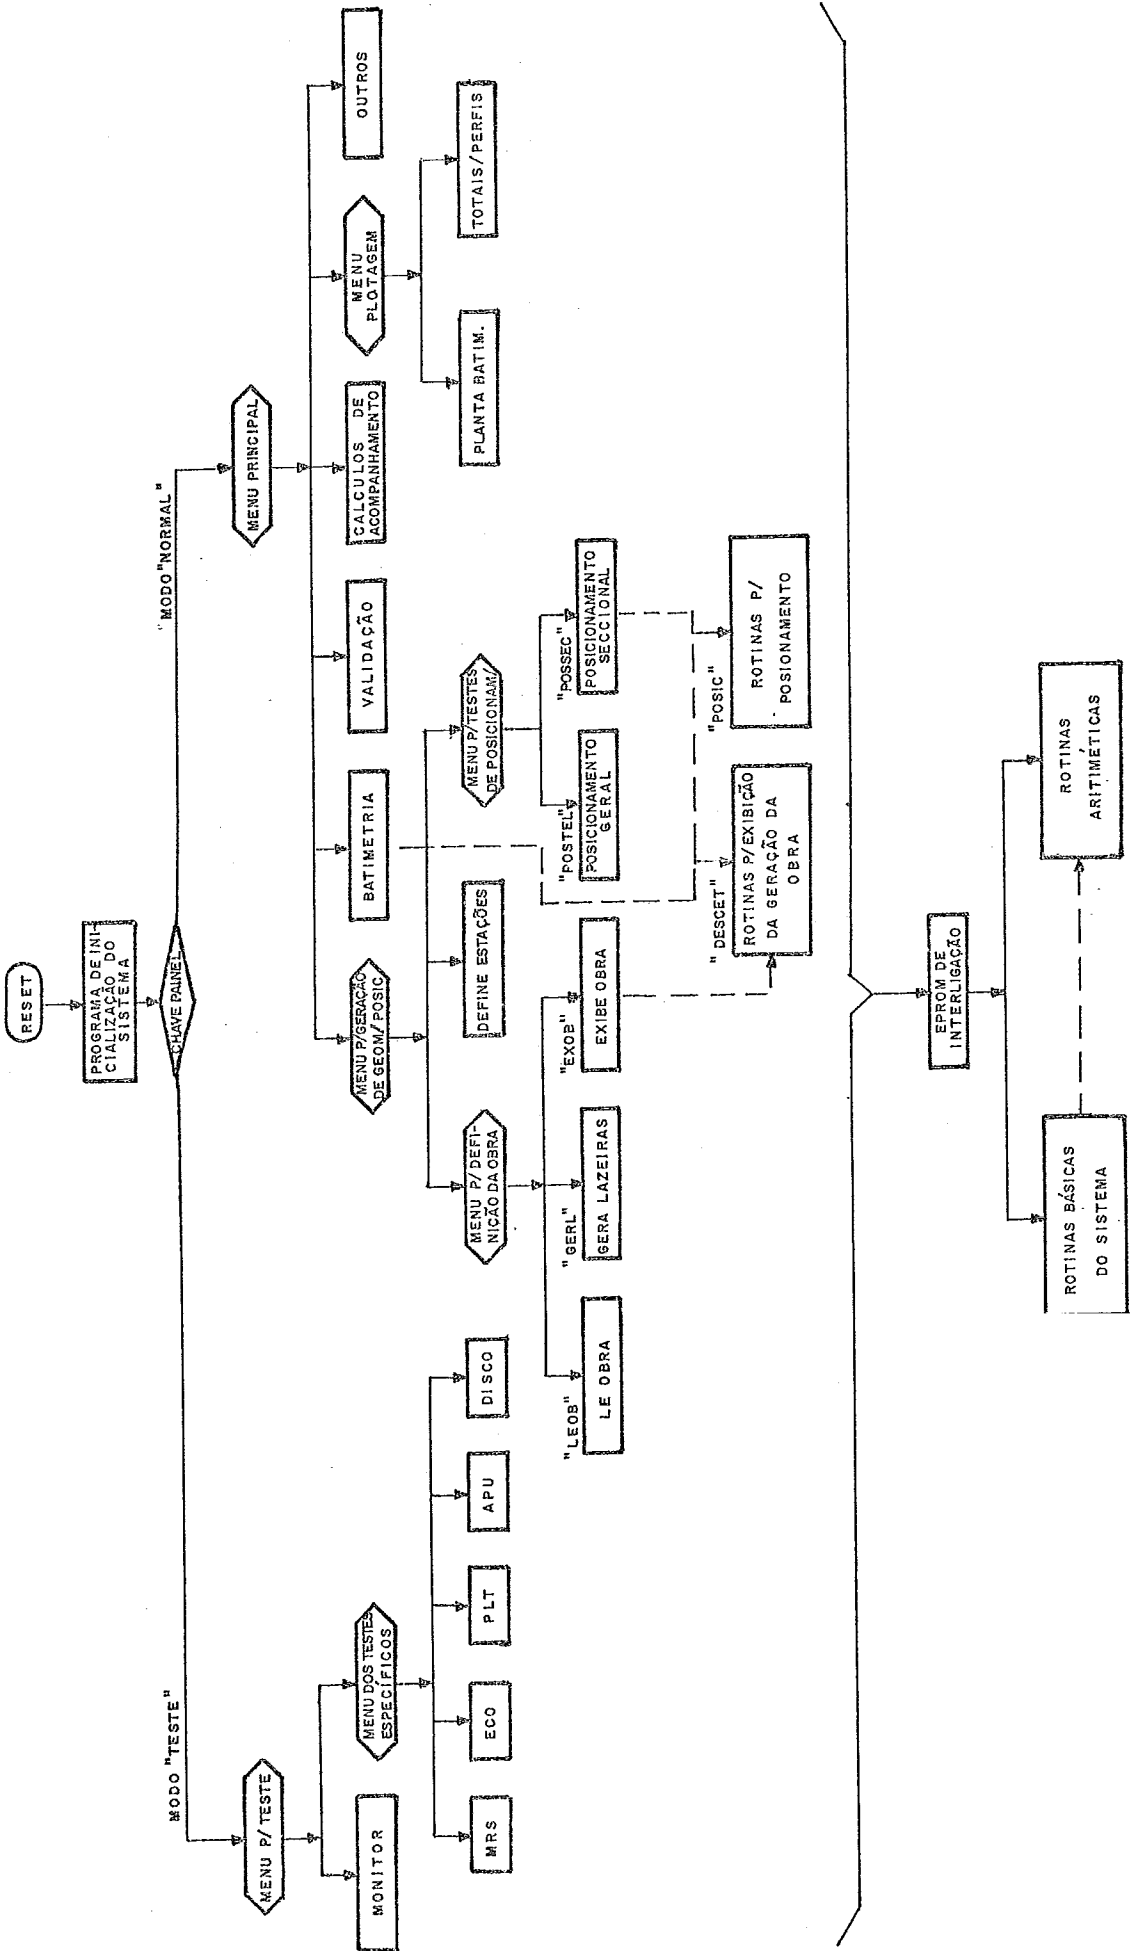 RESET
PROGRAMA DE INI-
CIALIZAÇÃO DO
SISTEMA
CHAVE PAINEL
MODO "TESTE"
MODO "NORMAL"
MENU P/TESTE
MENU PRINCIPAL
MONITOR
MENU DOS TESTES
ESPECÍFICOS
MENU P/GERAÇÃO
DE GEOM/POSIC
BATIMETRIA
VALIDAÇÃO
CALCULOS DE
ACOMPANHAMENTO
MENU
PLOTAGEM
OUTROS
MRS
ECO
PLT
APU
DISCO
MENU P/DEFI-
NIÇÃO DA OBRA
DEFINE ESTAÇÕES
MENU P/TESTES
DE POSICIONAM/
PLANTA BATIM.
TOTAIS/PERFIS
"LEOB"
LE OBRA
"GERL"
GERA LAZEIRAS
"EXOB"
EXIBE OBRA
"POSTEL"
POSICIONAMENTO
GERAL
"POSSEC"
POSICIONAMENTO
SECCIONAL
"DESCET"
ROTINAS P/EXIBIÇÃO
DA GERAÇÃO DA
OBRA
"POSIC"
ROTINAS P/
POSIONAMENTO
EPROM DE
INTERLIGAÇÃO
ROTINAS BÁSICAS
DO SISTEMA
ROTINAS
ARITIMÉTICAS